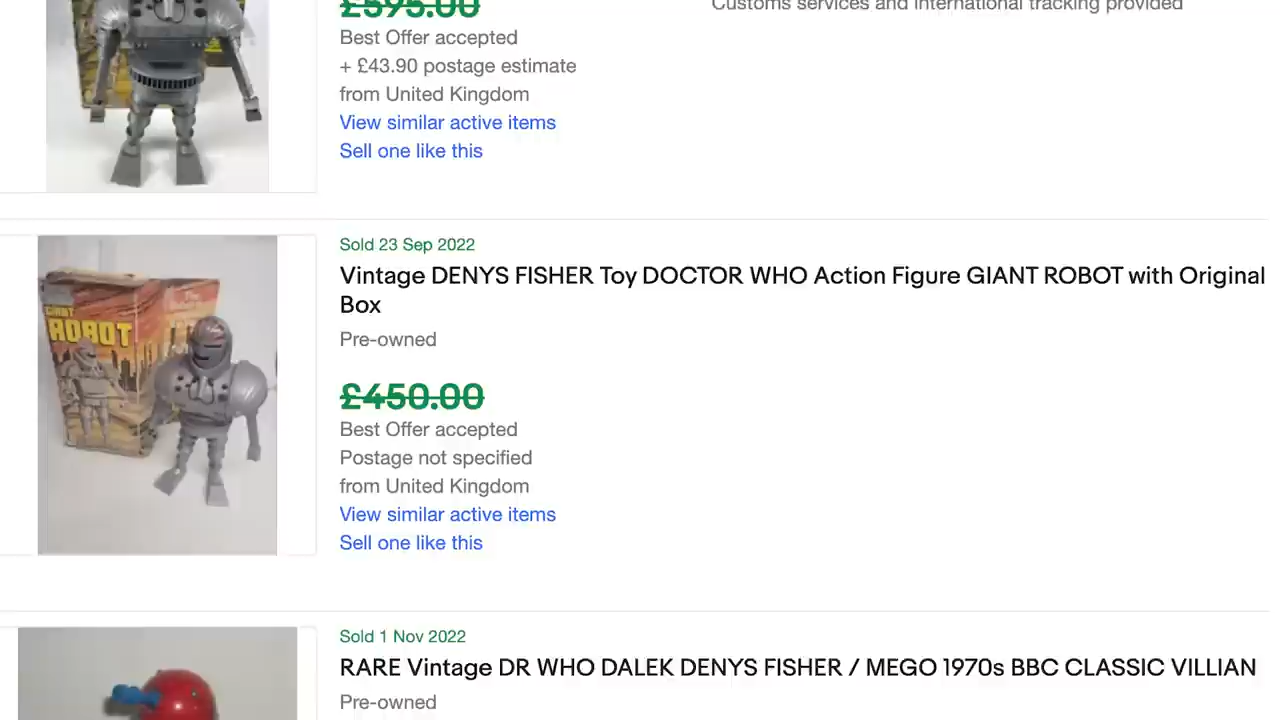 £595.00
Customs services and international tracking provided
Best Offer accepted
+ £43.90 postage estimate
from United Kingdom
View similar active items
Sell one like this
Sold 23 Sep 2022
Vintage DENYS FISHER Toy DOCTOR WHO Action Figure GIANT ROBOT with Original
Box
Pre-owned
GIANT
ROBOT
£450.00
Best Offer accepted
Postage not specified
from United Kingdom
View similar active items
Sell one like this
Sold 1 Nov 2022
RARE Vintage DR WHO DALEK DENYS FISHER / MEGO 1970s BBC CLASSIC VILLIAN
Pre-owned